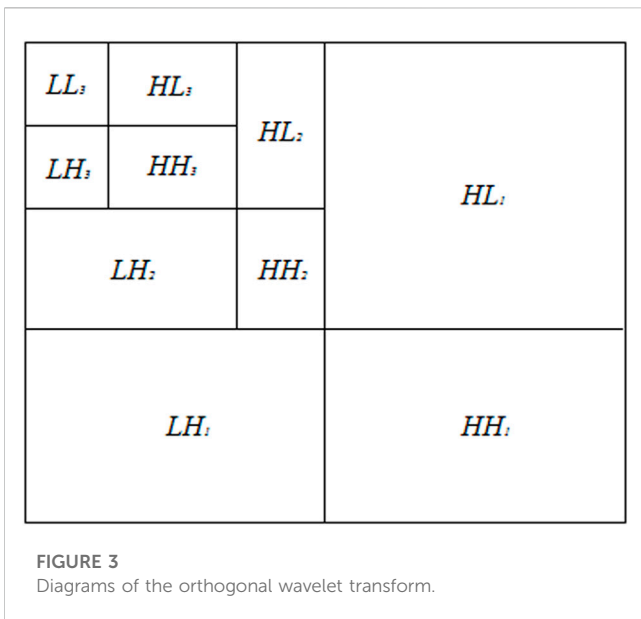 LL₃ HL₃
HL₂
LH₃ HH₃
HL₁
LH₂ HH₂
LH₁ HH₁
FIGURE 3
Diagrams of the orthogonal wavelet transform.